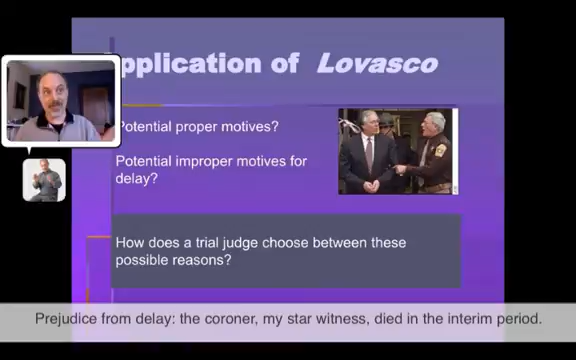 Application of Lovasco
Potential proper motives?
Potential improper motives for
delay?
How does a trial judge choose between these
possible reasons?
Prejudice from delay: the coroner, my star witness, died in the interim period.